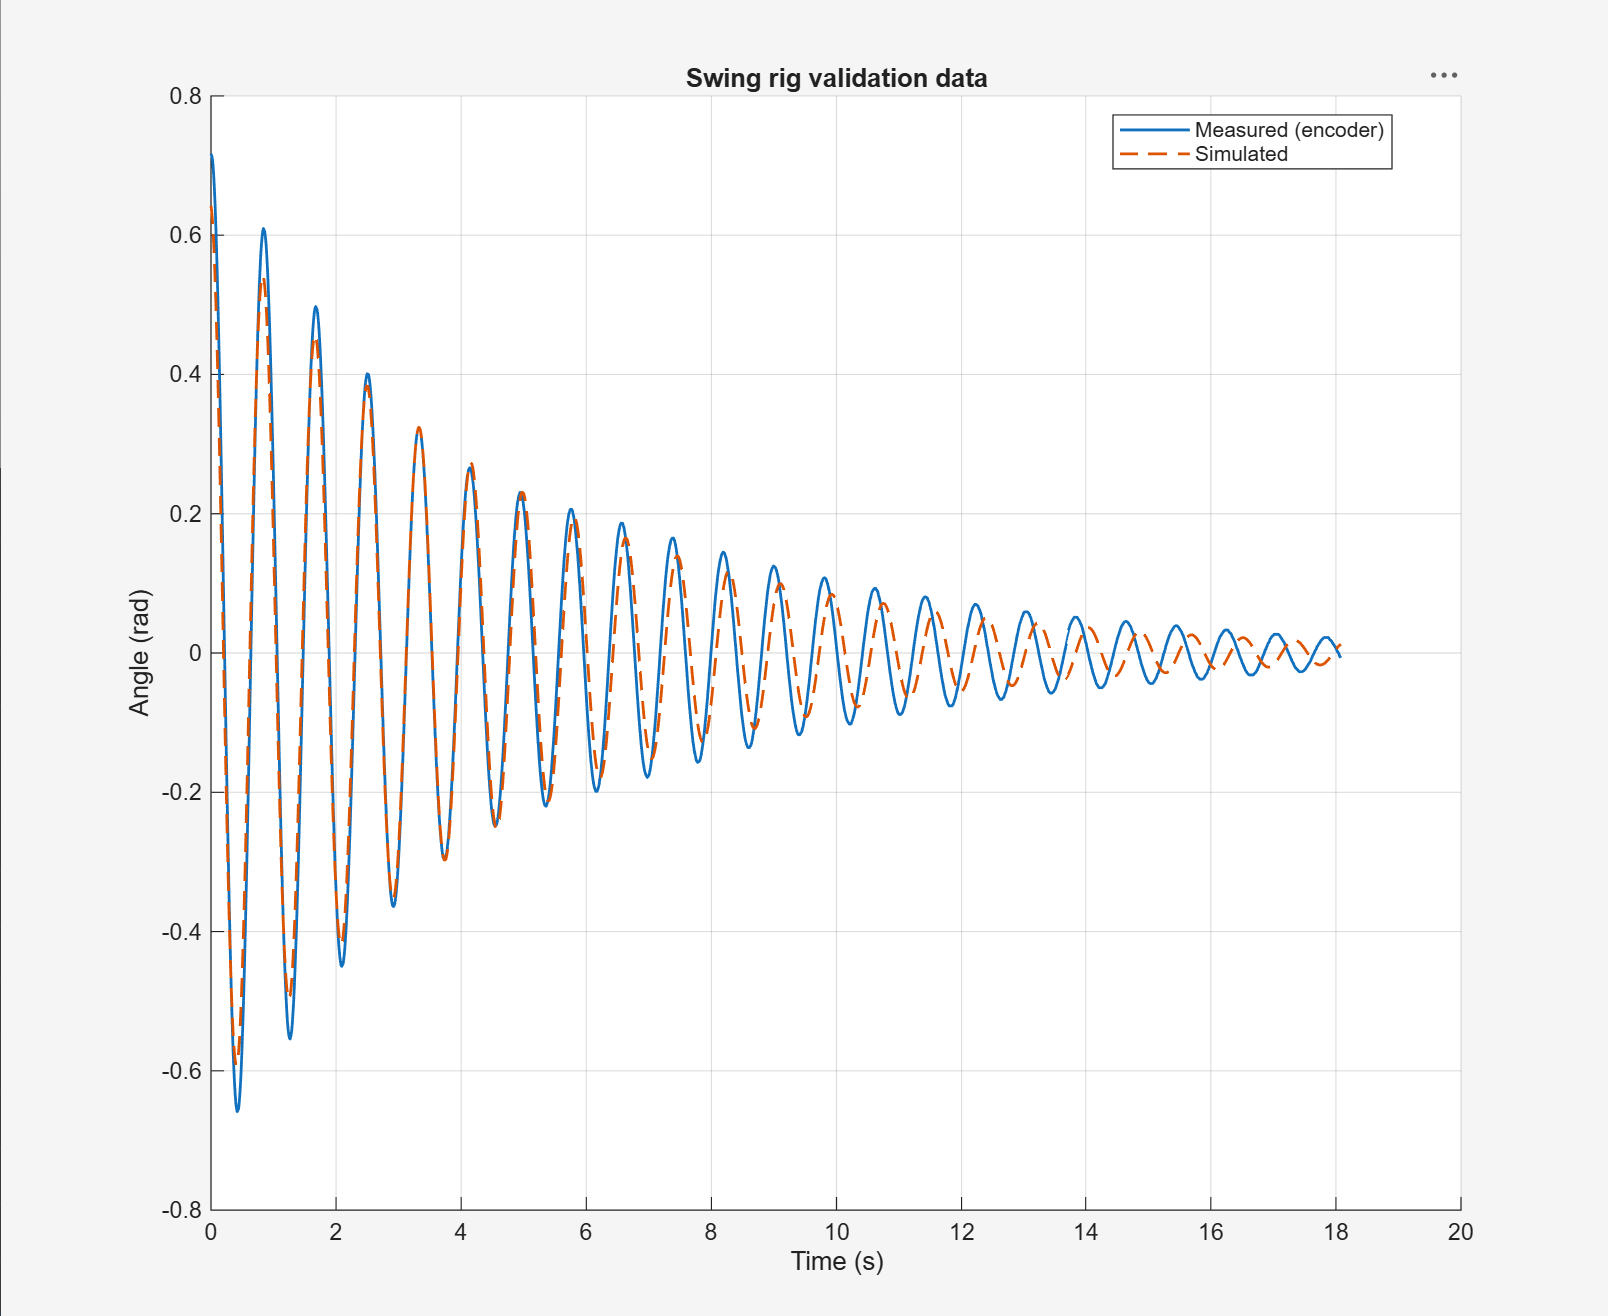 Swing rig validation data
Measured (encoder)
Simulated
0.8
0.6
0.4
0.2
0
-0.2
-0.4
-0.6
-0.8
Angle (rad)
0 2 4 6 8 10 12 14 16 18 20
Time (s)